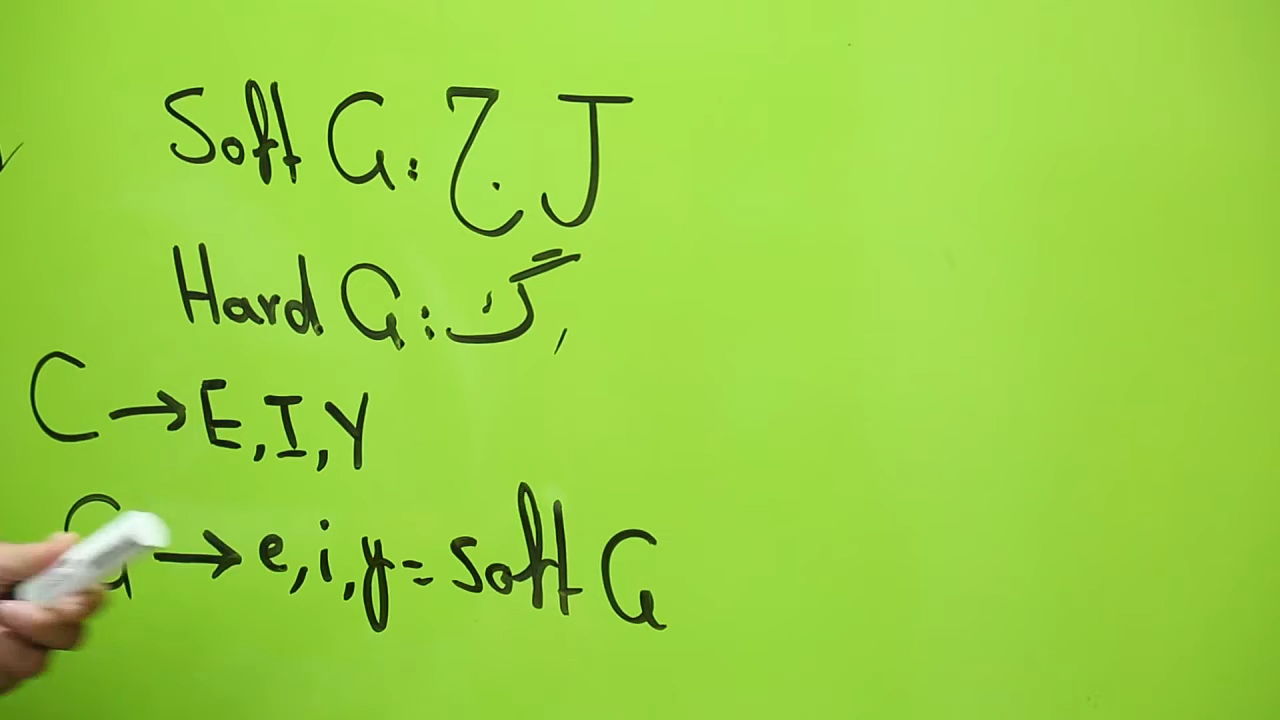 Soft G: ج J
Hard G: گ
C → E, I, Y
G → e, i, y = soft G